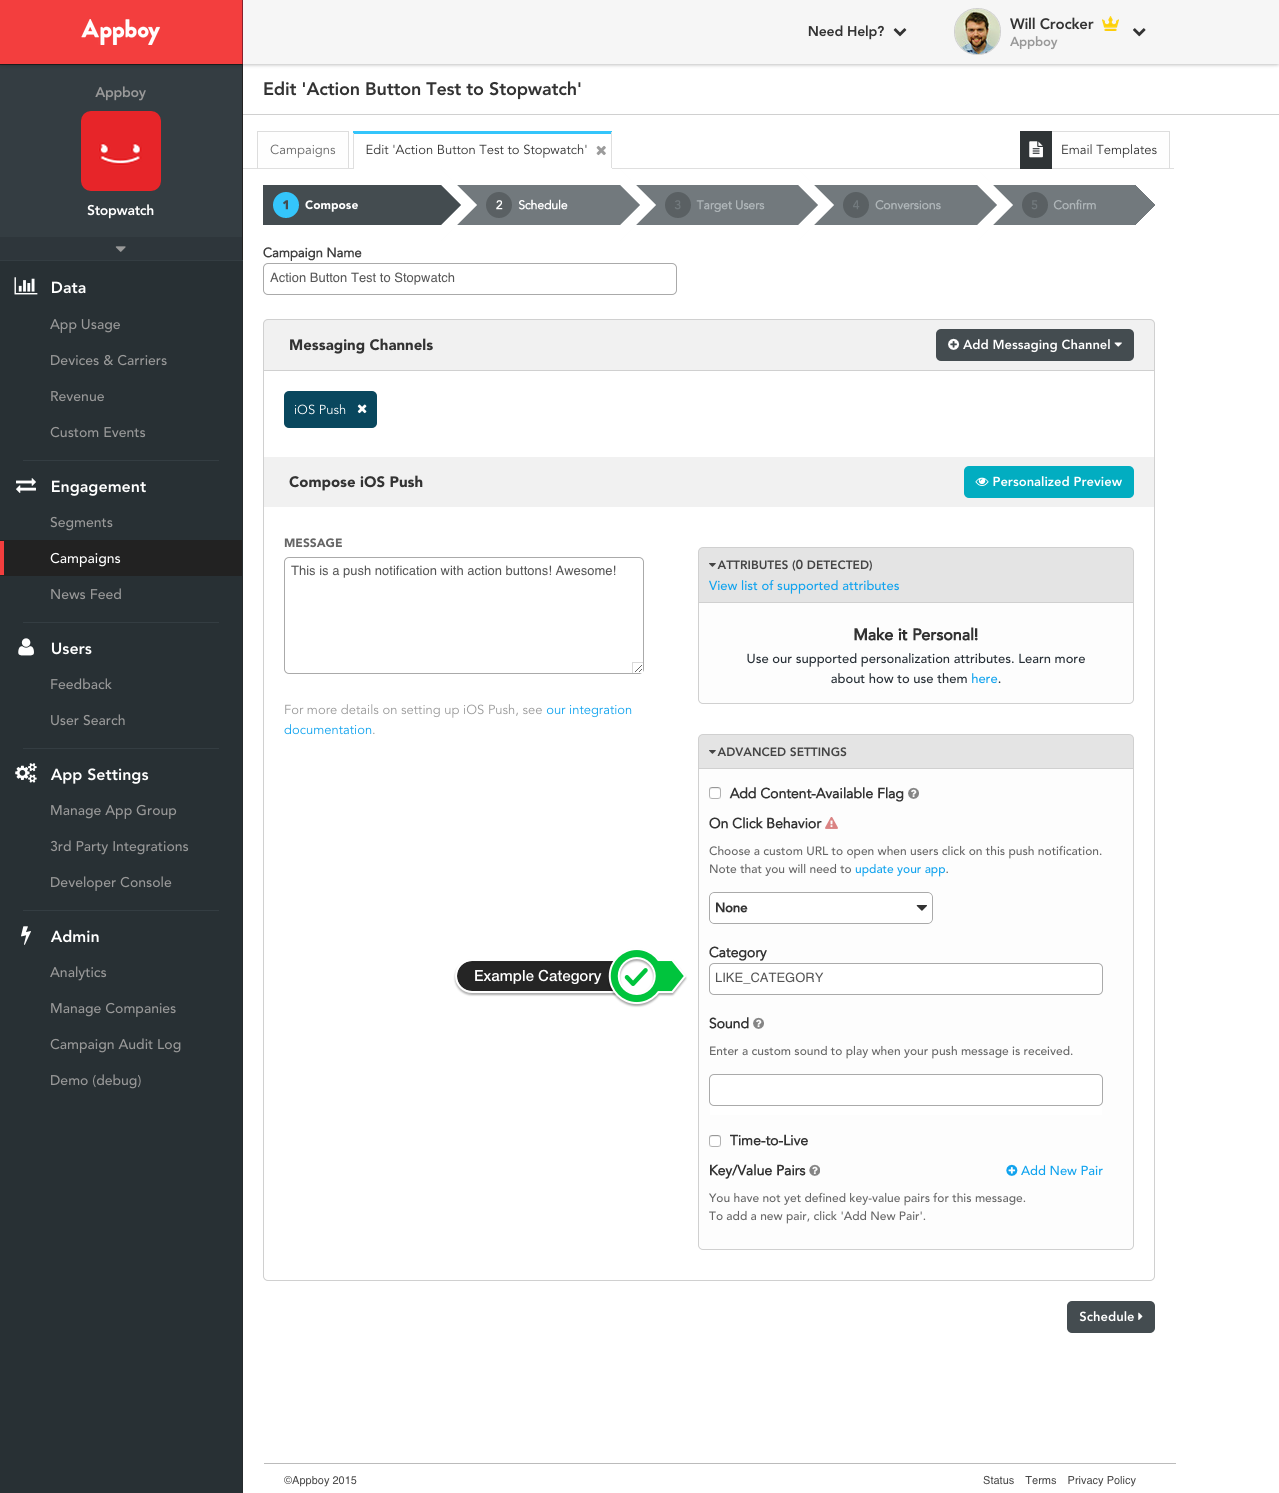 Appboy
Need Help?
Will Crocker
Appboy
Appboy
Stopwatch
Data
App Usage
Devices & Carriers
Revenue
Custom Events
Engagement
Segments
Campaigns
News Feed
Users
Feedback
User Search
App Settings
Manage App Group
3rd Party Integrations
Developer Console
Admin
Analytics
Manage Companies
Campaign Audit Log
Demo (debug)
Edit 'Action Button Test to Stopwatch'
Campaigns
Edit 'Action Button Test to Stopwatch'
Email Templates
1 Compose
2 Schedule
3 Target Users
4 Conversions
5 Confirm
Campaign Name
Action Button Test to Stopwatch
Messaging Channels
Add Messaging Channel
iOS Push
Compose iOS Push
Personalized Preview
MESSAGE
This is a push notification with action buttons! Awesome!
For more details on setting up iOS Push, see our integration
documentation.
ATTRIBUTES (0 DETECTED)
View list of supported attributes
Make it Personal!
Use our supported personalization attributes. Learn more
about how to use them here.
ADVANCED SETTINGS
Add Content-Available Flag
On Click Behavior
Choose a custom URL to open when users click on this push notification.
Note that you will need to update your app.
None
Example Category
Category
LIKE_CATEGORY
Sound
Enter a custom sound to play when your push message is received.
Time-to-Live
Key/Value Pairs
Add New Pair
You have not yet defined key-value pairs for this message.
To add a new pair, click 'Add New Pair'.
Schedule
©Appboy 2015
Status Terms Privacy Policy